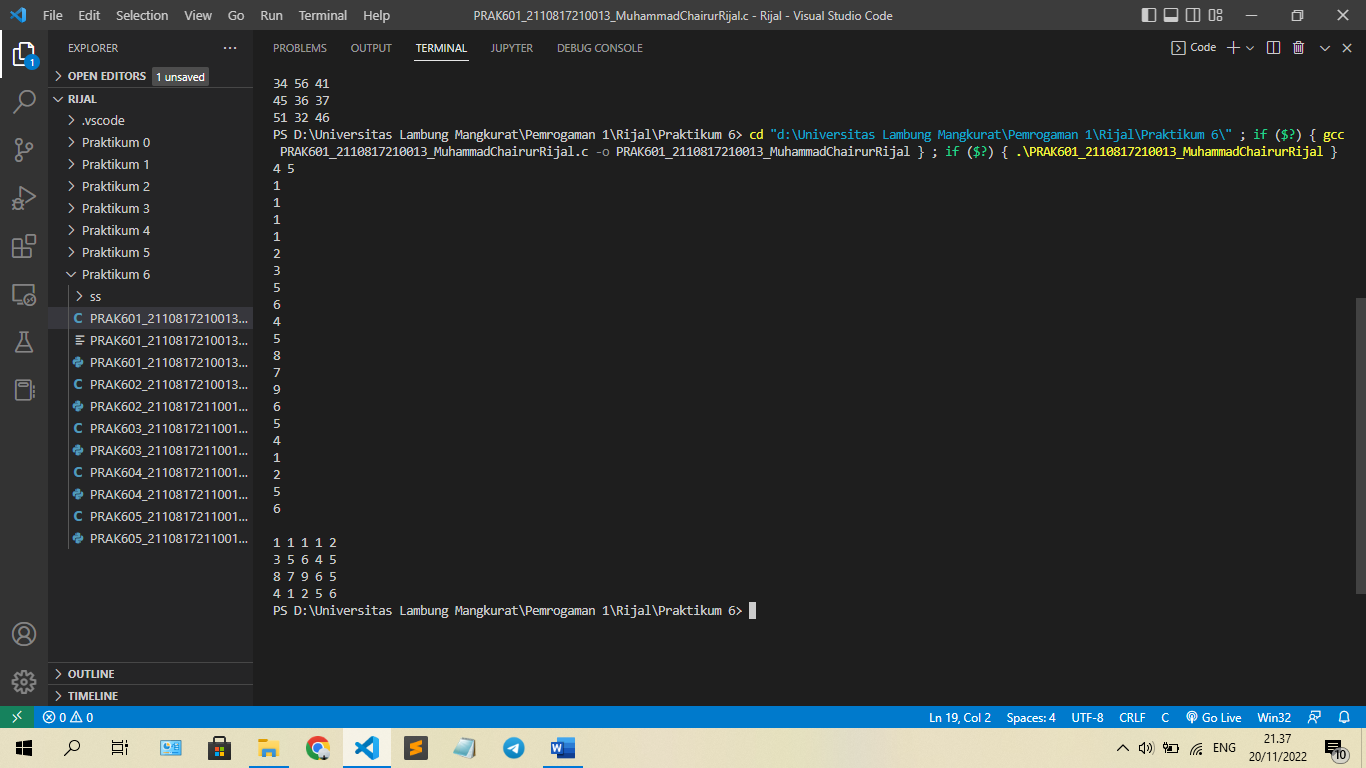 File Edit Selection View Go Run Terminal Help PRAK601_2110817210013_MuhammadChairurRijal.c - Rijal - Visual Studio Code
EXPLORER
1
OPEN EDITORS 1 unsaved
RIJAL
.vscode
Praktikum 0
Praktikum 1
Praktikum 2
Praktikum 3
Praktikum 4
Praktikum 5
Praktikum 6
ss
C PRAK601_2110817210013...
PRAK601_2110817210013...
PRAK601_2110817210013...
C PRAK602_2110817210013...
PRAK602_2110817211001...
C PRAK603_2110817211001...
PRAK603_2110817211001...
C PRAK604_2110817211001...
PRAK604_2110817211001...
C PRAK605_2110817211001...
PRAK605_2110817211001...
OUTLINE
TIMELINE
PROBLEMS OUTPUT TERMINAL JUPYTER DEBUG CONSOLE Code
34 56 41
45 36 37
51 32 46
PS D:\Universitas Lambung Mangkurat\Pemrogaman 1\Rijal\Praktikum 6> cd "d:\Universitas Lambung Mangkurat\Pemrogaman 1\Rijal\Praktikum 6\" ; if ($?) { gcc
PRAK601_2110817210013_MuhammadChairurRijal.c -o PRAK601_2110817210013_MuhammadChairurRijal } ; if ($?) { .\PRAK601_2110817210013_MuhammadChairurRijal }
4 5
1
1
1
1
2
3
5
6
4
5
8
7
9
6
5
4
1
2
5
6
1 1 1 1 2
3 5 6 4 5
8 7 9 6 5
4 1 2 5 6
PS D:\Universitas Lambung Mangkurat\Pemrogaman 1\Rijal\Praktikum 6>
0 0 Ln 19, Col 2 Spaces: 4 UTF-8 CRLF C Go Live Win32
ENG
21.37
20/11/2022
10